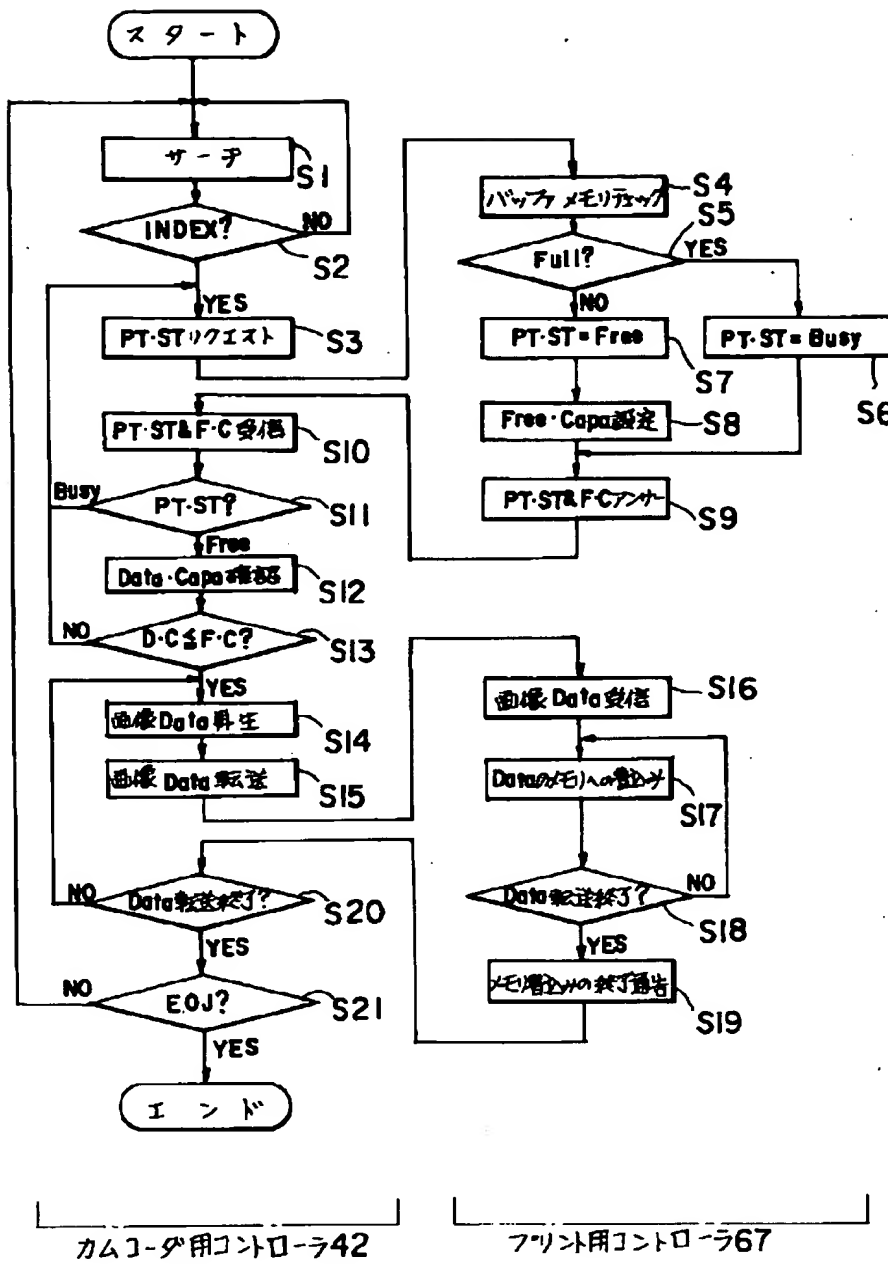 スタート
サーチ
S1
INDEX?
NO
S2
YES
PT・STリクエスト
S3
バッファメモリチェック
S4
Full?
S5
YES
NO
PT・ST=Free
S7
PT・ST=Busy
S6
Free・Capa設定
S8
PT・ST&F・Cアンサー
S9
PT・ST&F・C受信
S10
Busy
PT・ST?
S11
Free
Data・Capa確認
S12
NO
D・C≦F・C?
S13
YES
画像Data再生
S14
画像Data転送
S15
画像Data受信
S16
Dataのメモリへの書込み
S17
Data転送終了?
NO
S18
YES
メモリ書込みの終了通告
S19
NO
Data転送終了?
S20
YES
NO
E.O.J?
S21
YES
エンド
カムコーダ用コントローラ42
プリント用コントローラ67